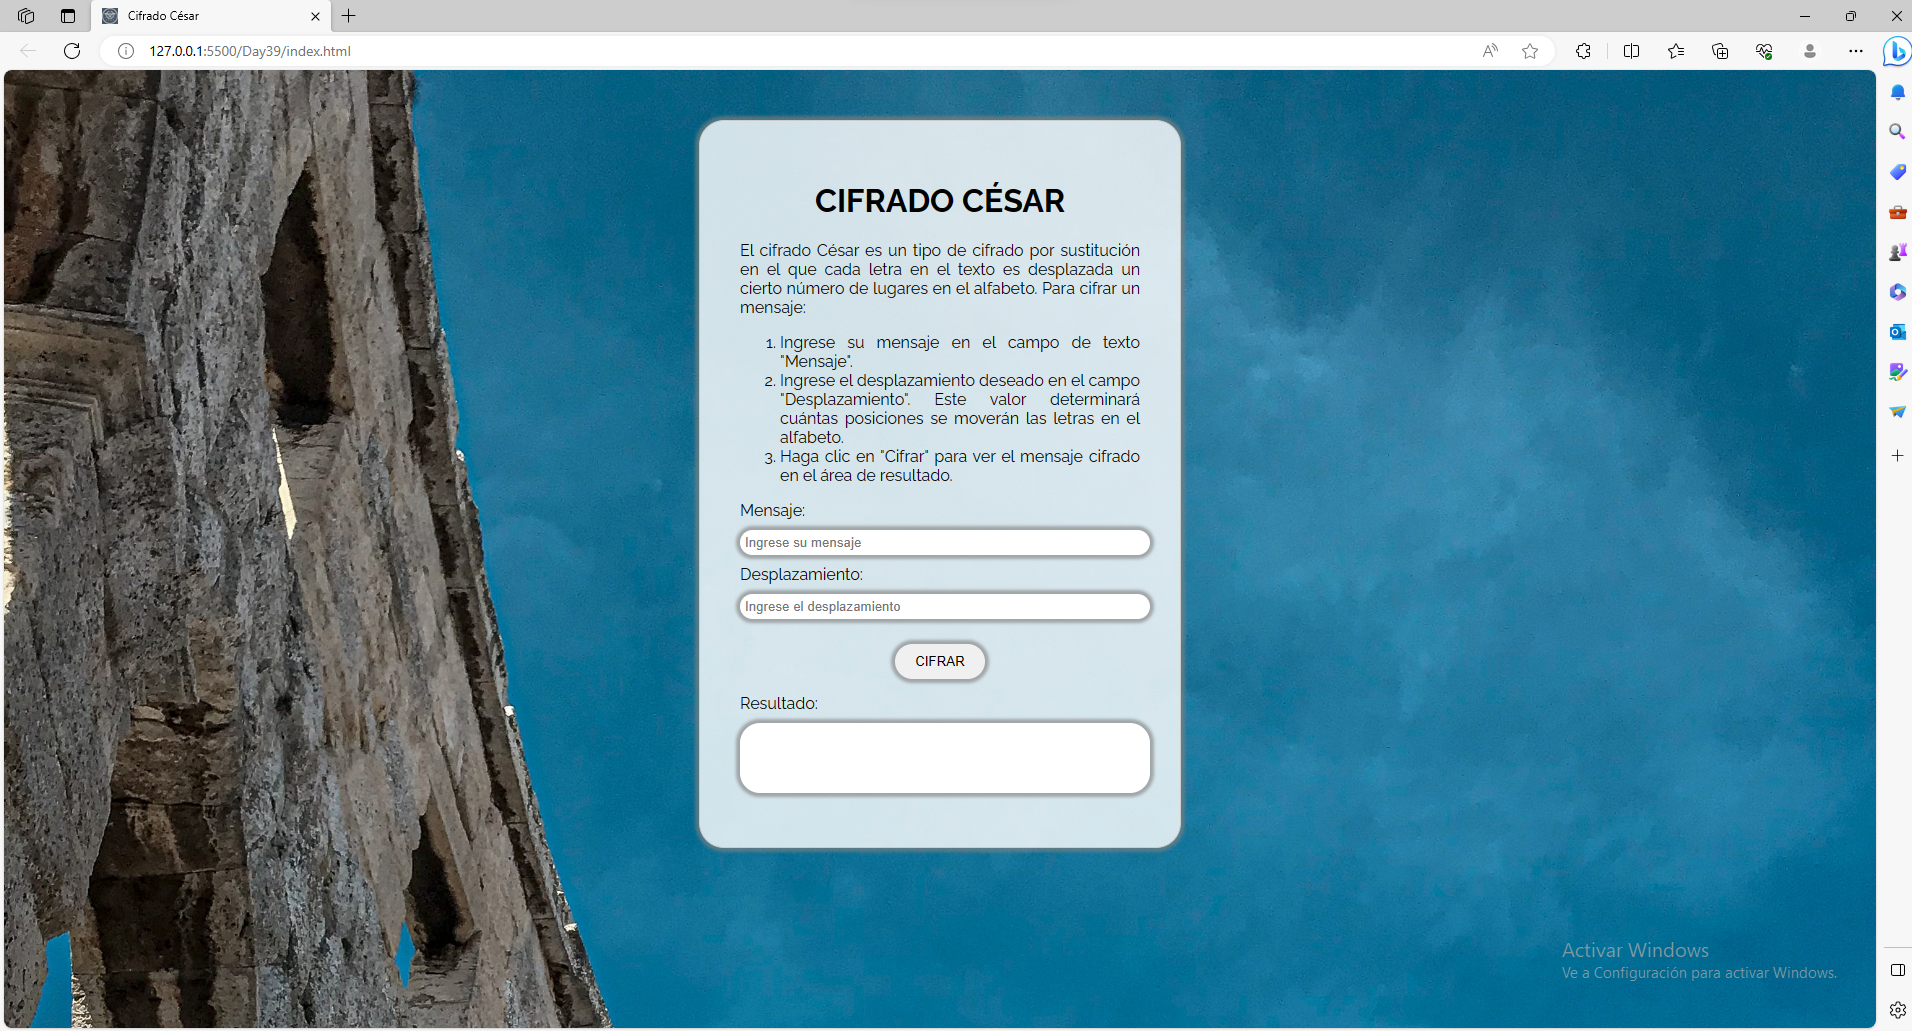 Cifrado César
127.0.0.1:5500/Day39/index.html
CIFRADO CÉSAR
El cifrado César es un tipo de cifrado por sustitución
en el que cada letra en el texto es desplazada un
cierto número de lugares en el alfabeto. Para cifrar un
mensaje:
1. Ingrese su mensaje en el campo de texto
"Mensaje".
2. Ingrese el desplazamiento deseado en el campo
"Desplazamiento". Este valor determinará
cuántas posiciones se moverán las letras en el
alfabeto.
3. Haga clic en "Cifrar" para ver el mensaje cifrado
en el área de resultado.
Mensaje:
Ingrese su mensaje
Desplazamiento:
Ingrese el desplazamiento
CIFRAR
Resultado:
Activar Windows
Ve a Configuración para activar Windows.